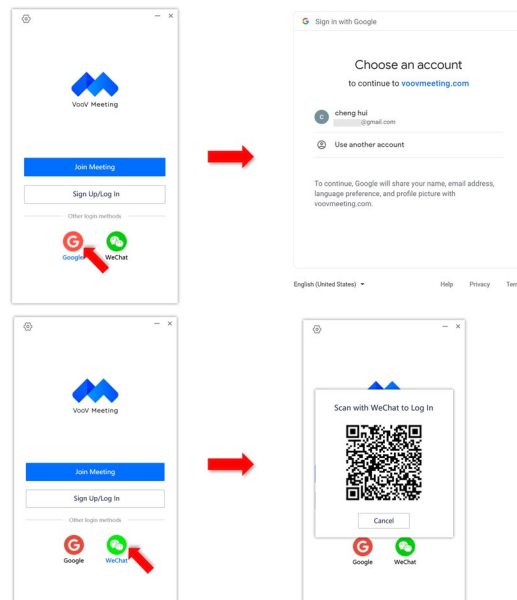 VooV Meeting
Join Meeting
Sign Up/Log In
Other login methods
Google
WeChat
Sign in with Google
Choose an account
to continue to voovmeeting.com
c
cheng hui
@gmail.com
Use another account
To continue, Google will share your name, email address,
language preference, and profile picture with
voovmeeting.com.
English (United States)
Help
Privacy
VooV Meeting
Join Meeting
Sign Up/Log In
Other login methods
Google
WeChat
Scan with WeChat to Log In
Cancel
Google
WeChat